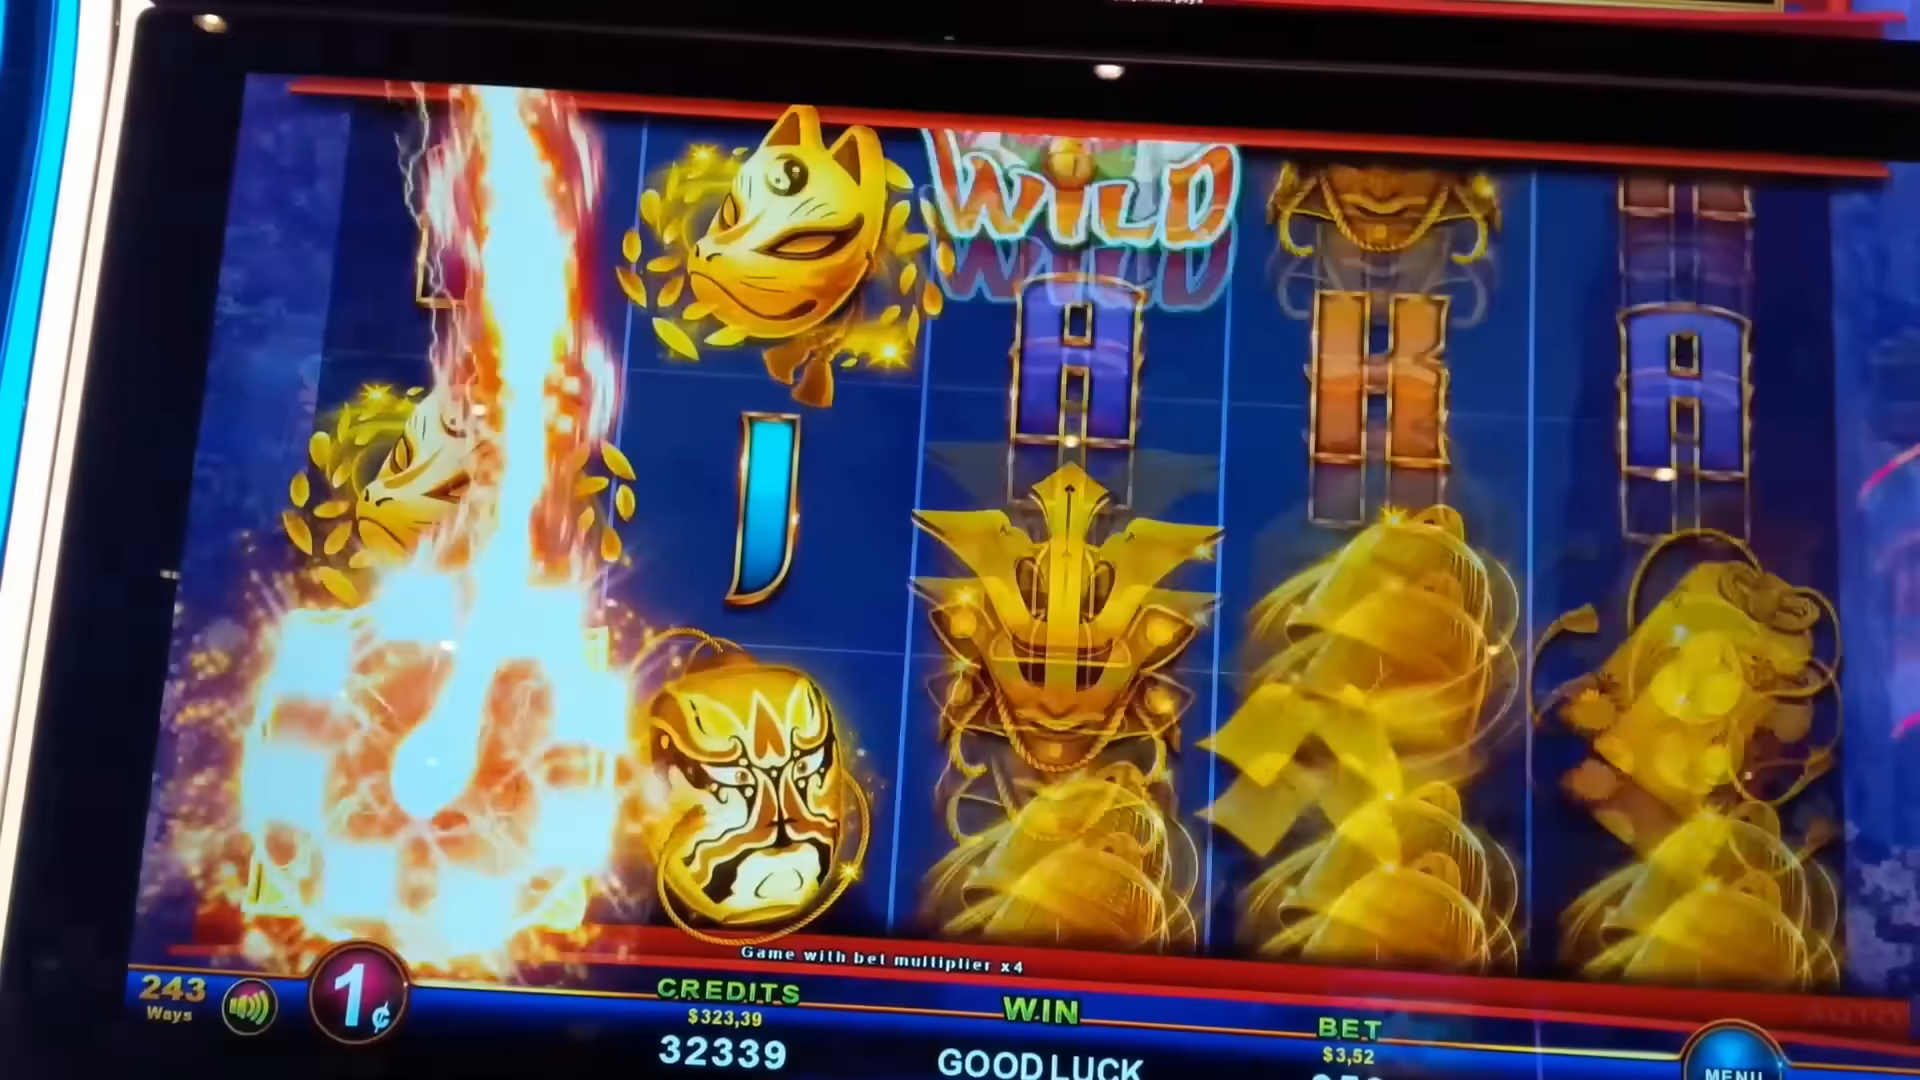 WILD
WILD
A
K
A
J
Game with bet multiplier x4
243
Ways
1¢
CREDITS
$323,39
32339
WIN
GOOD LUCK
BET
$3,52
MENU